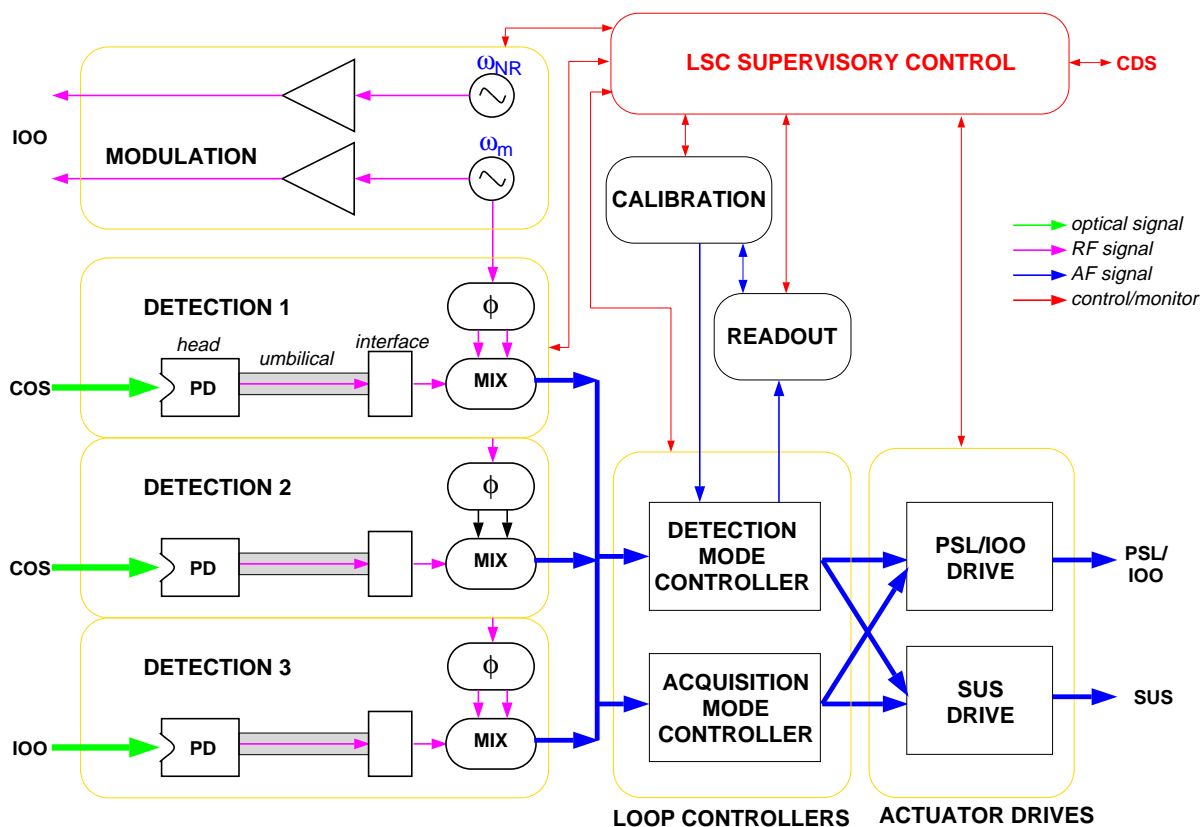 ωNR
LSC SUPERVISORY CONTROL
CDS
IOO
MODULATION
ωm
CALIBRATION
optical signal
RF signal
AF signal
control/monitor
DETECTION 1
ϕ
READOUT
head
umbilical
interface
COS
PD
MIX
DETECTION 2
ϕ
COS
PD
MIX
DETECTION
MODE
CONTROLLER
PSL/IOO
DRIVE
PSL/
IOO
DETECTION 3
ϕ
IOO
PD
MIX
ACQUISITION
MODE
CONTROLLER
SUS
DRIVE
SUS
LOOP CONTROLLERS
ACTUATOR DRIVES